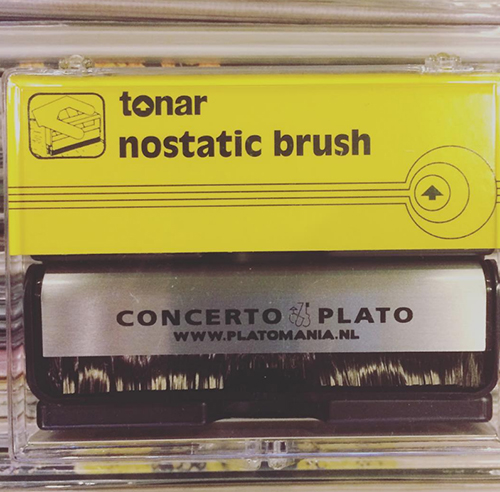 tonar
nostatic brush
CONCERTO PLATO
WWW.PLATOMANIA.NL